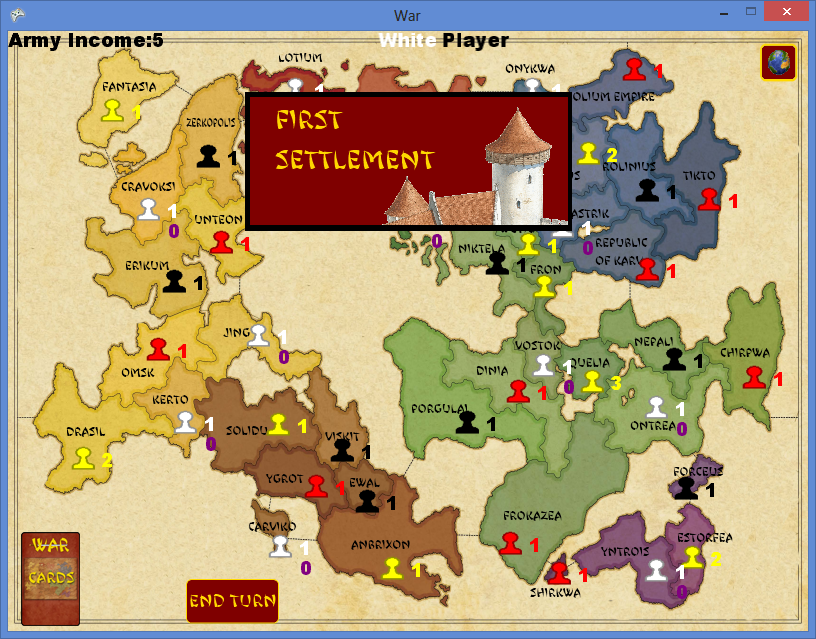 War
Army Income:5
White Player
LOTIUM
ONYKWA
1
1
FANTASIA
1
OLIUM EMPIRE
FIRST
SETTLEMENT
ZERKOPOLIS
1
2
ROLINIUS
1
TIKTO
1
CRAVOKSI
1
0
UNTEON
1
ASTRIK
1
0
REPUBLIC
OF KARV
1
0
NIKTELA
1
1
FRON
1
ERIKUM
1
JING
1
0
OMSK
1
VOSTOK
1
0
QUELIA
3
NEPALI
1
CHIRPWA
1
DINIA
1
KERTO
1
0
PORGULAI
1
ONTREA
1
0
DRASIL
2
SOLIDU
1
VISKIT
1
YGROT
1
EWAL
1
FORCEUS
1
CARVIKO
1
0
FROKAZEA
1
ANBRIXON
1
YNTROIS
1
0
ESTORFEA
2
SHIRKWA
1
WAR
CARDS
END TURN